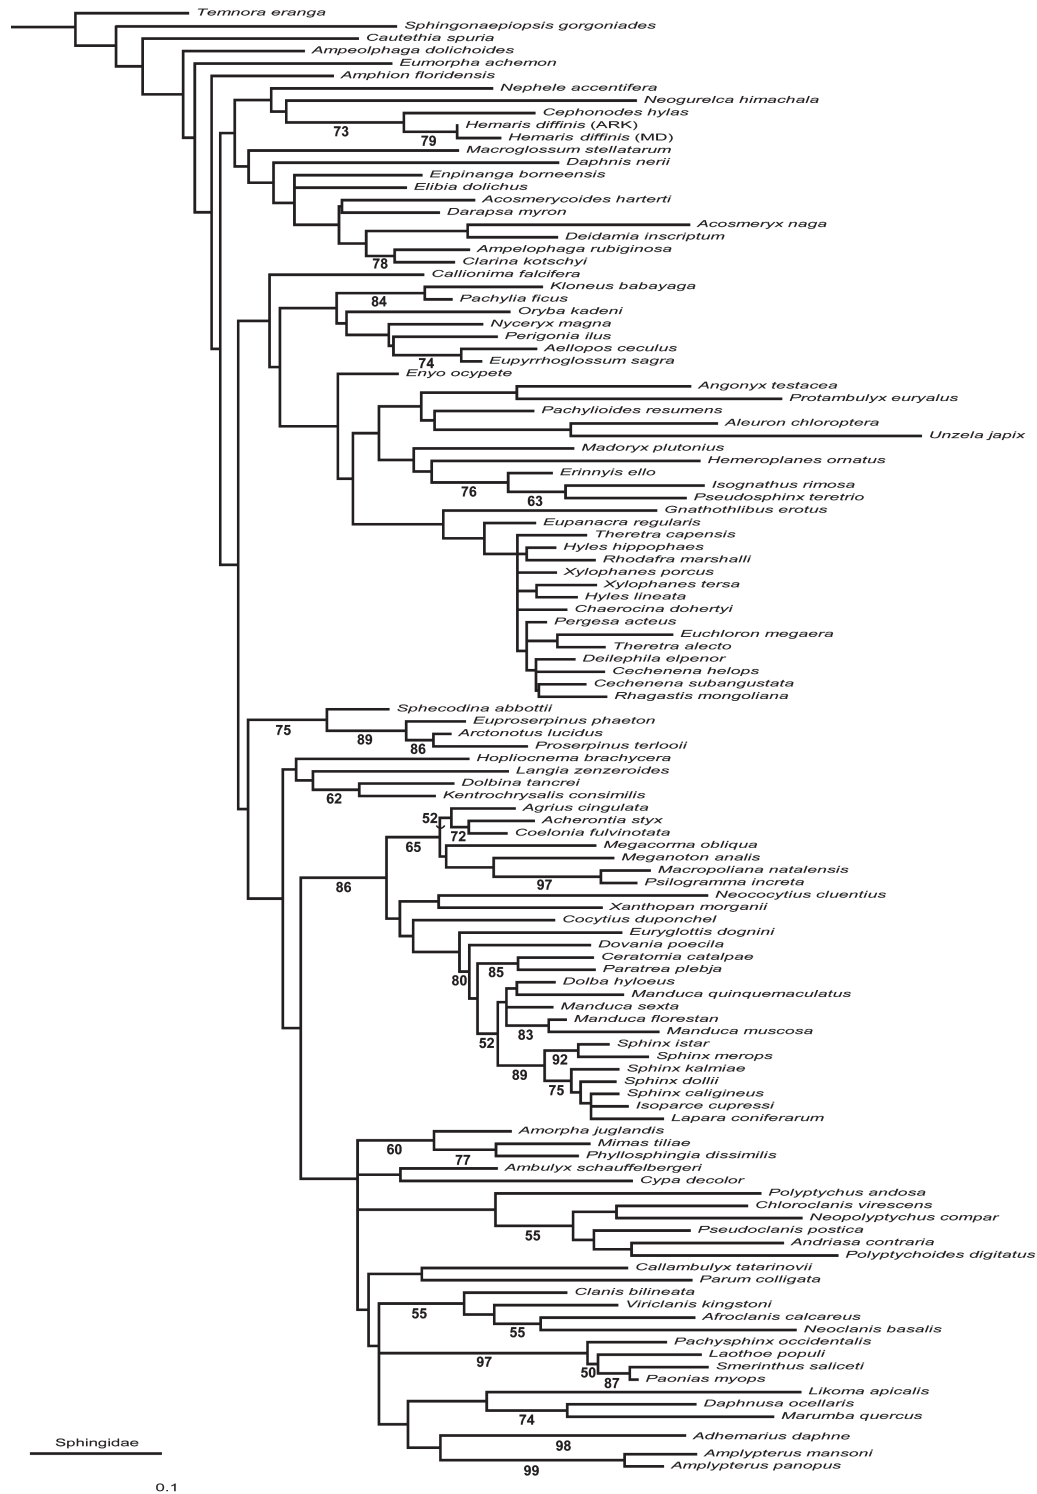 Temnora eranga
Sphingonaepiopsis gorgoniades
Cautethia spuria
Ampeolphaga dolichoides
Eumorpha achemon
Amphion floridensis
Nephele accentifera
Neogurelca himachala
Cephonodes hylas
73
Hemaris diffinis (ARK)
79
Hemaris diffinis (MD)
Macroglossum stellatarum
Daphnis nerii
Enpinanga borneensis
Elibia dolichus
Acosmerycoides harterti
Darapsa myron
Acosmeryx naga
Deidamia inscriptum
Ampelophaga rubiginosa
78
Clarina kotschyi
Callionima falcifera
Kloneus babayaga
84
Pachylia ficus
Oryba kadeni
Nyceryx magna
Perigonia ilus
Aellopos ceculus
74
Eupyrrhoglossum sagra
Enyo ocypete
Angonyx testacea
Protambulyx euryalus
Pachylioides resumens
Aleuron chloroptera
Unzela japix
Madoryx plutonius
Hemeroplanes ornatus
Erinnyis ello
76
Isognathus rimosa
63
Pseudosphinx teretrio
Gnathothlibus erotus
Eupanacra regularis
Theretra capensis
Hyles hippophaes
Rhodafra marshalli
Xylophanes porcus
Xylophanes tersa
Hyles lineata
Chaerocina dohertyi
Pergesa acteus
Euchloron megaera
Theretra alecto
Deilephila elpenor
Cechenena helops
Cechenena subangustata
Rhagastis mongoliana
Sphecodina abbottii
75
Euproserpinus phaeton
89
Arctonotus lucidus
86
Proserpinus terlooii
Hopliocnema brachycera
Langia zenzeroides
Dolbina tancrei
62
Kentrochrysalis consimilis
Agrius cingulata
52
Acherontia styx
72
Coelonia fulvinotata
65
Megacorma obliqua
Meganoton analis
Macropoliana natalensis
97
Psilogramma increta
86
Neococytius cluentius
Xanthopan morganii
Cocytius duponchel
Euryglottis dognini
Dovania poecila
Ceratomia catalpae
85
Paratrea plebja
80
Dolba hyloeus
Manduca quinquemaculatus
Manduca sexta
Manduca florestan
83
Manduca muscosa
52
Sphinx istar
92
Sphinx merops
89
Sphinx kalmiae
75
Sphinx dollii
Sphinx caligineus
Isoparce cupressi
Lapara coniferarum
Amorpha juglandis
60
Mimas tiliae
77
Phyllosphingia dissimilis
Ambulyx schauffelbergeri
Cypa decolor
Polyptychus andosa
Chloroclanis virescens
Neopolyptychus compar
55
Pseudoclanis postica
Andriasa contraria
Polyptychoides digitatus
Callambulyx tatarinovii
Parum colligata
Clanis bilineata
55
Viriclanis kingstoni
Afroclanis calcareus
55
Neoclanis basalis
Pachysphinx occidentalis
97
Laothoe populi
50
Smerinthus saliceti
87
Paonias myops
Likoma apicalis
Daphnusa ocellaris
74
Marumba quercus
Adhemarius daphne
98
Amplypterus mansoni
99
Amplypterus panopus
Sphingidae
0.1